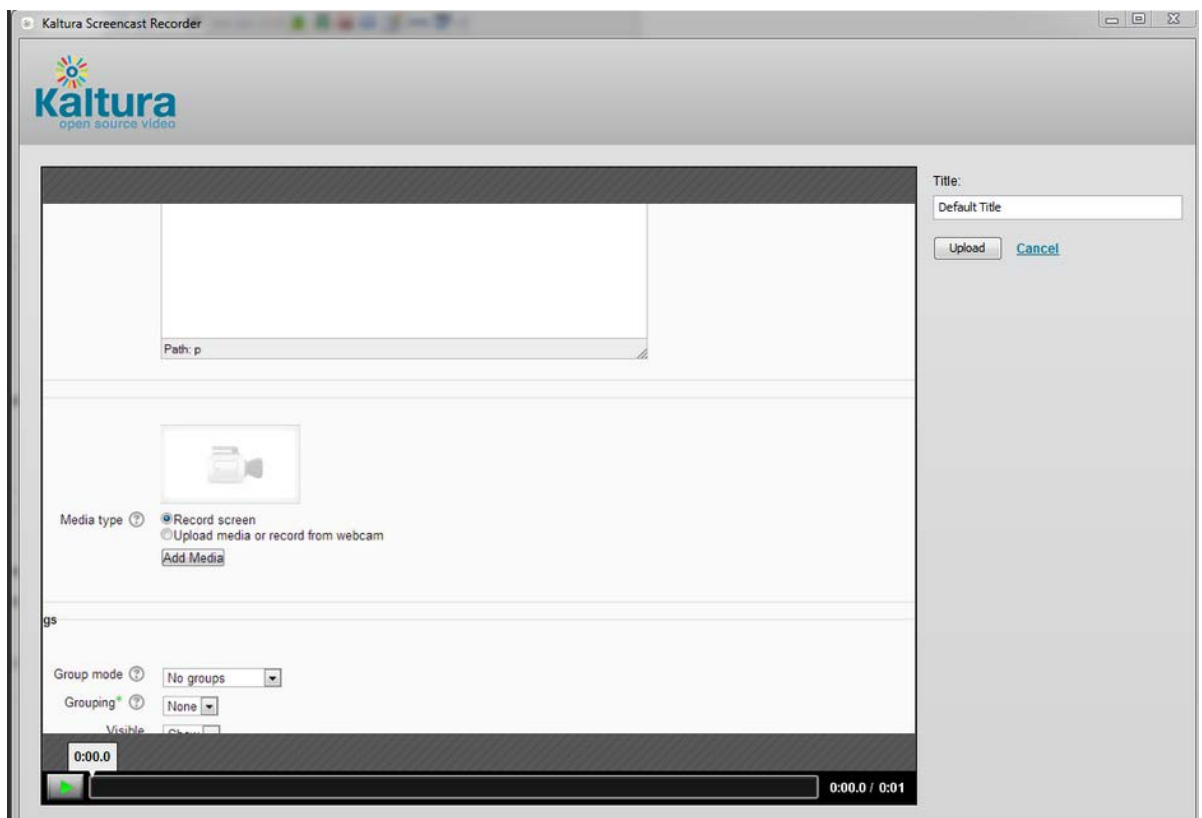 Kaltura Screencast Recorder
Kaltura
open source video
Title:
Default Title
Upload Cancel
Path: p
Media type
Record screen
Upload media or record from webcam
Add Media
gs
Group mode No groups
Grouping* None
Visible Show
0:00.0
0:00.0 / 0:01